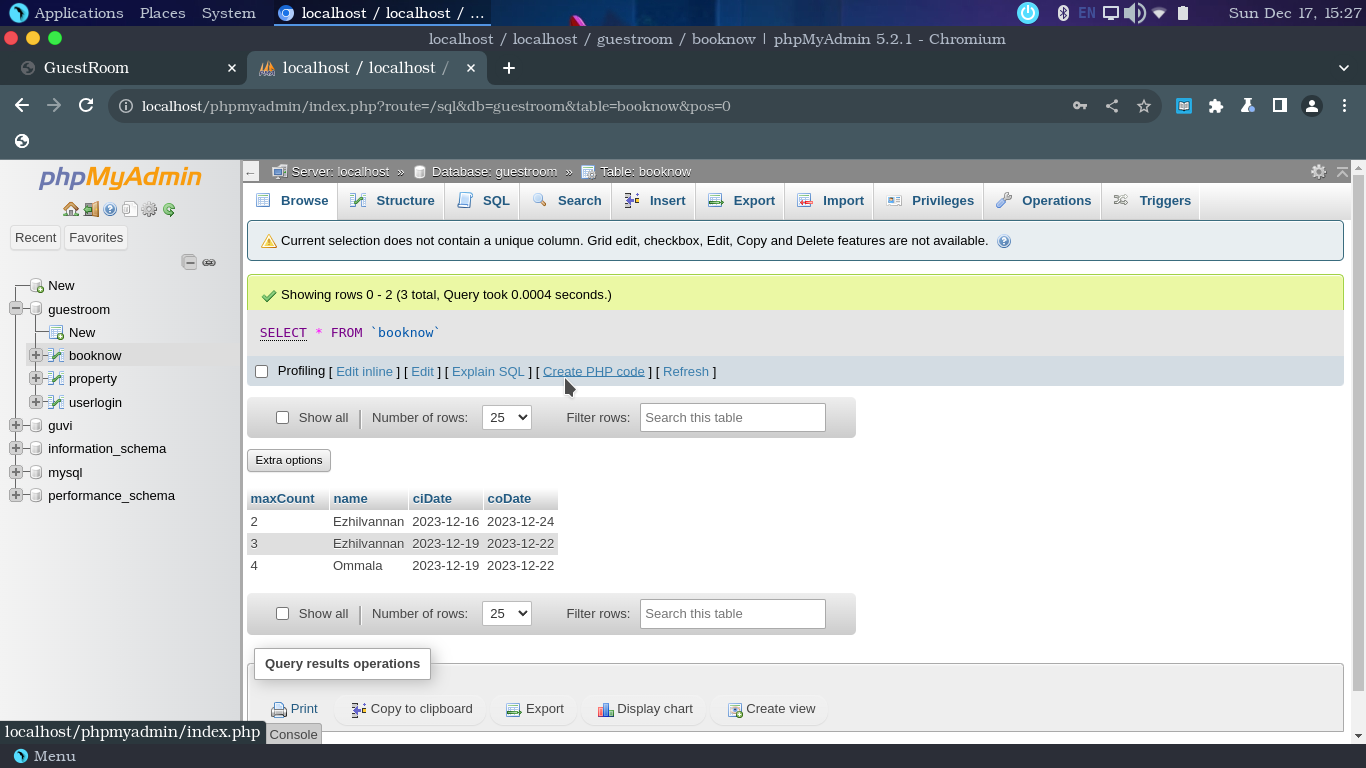 Applications Places System localhost / localhost / ... EN Sun Dec 17, 15:27
localhost / localhost / guestroom / booknow | phpMyAdmin 5.2.1 - Chromium
GuestRoom localhost / localhost /
localhost/phpmyadmin/index.php?route=/sql&db=guestroom&table=booknow&pos=0
phpMyAdmin
Recent Favorites
New
guestroom
New
booknow
property
userlogin
guvi
information_schema
mysql
performance_schema
Server: localhost » Database: guestroom » Table: booknow
Browse Structure SQL Search Insert Export Import Privileges Operations Triggers
Current selection does not contain a unique column. Grid edit, checkbox, Edit, Copy and Delete features are not available.
Showing rows 0 - 2 (3 total, Query took 0.0004 seconds.)
SELECT * FROM `booknow`
Profiling [ Edit inline ] [ Edit ] [ Explain SQL ] [ Create PHP code ] [ Refresh ]
Show all | Number of rows: 25 Filter rows: Search this table
Extra options
maxCount name ciDate coDate
2 Ezhilvannan 2023-12-16 2023-12-24
3 Ezhilvannan 2023-12-19 2023-12-22
4 Ommala 2023-12-19 2023-12-22
Show all | Number of rows: 25 Filter rows: Search this table
Query results operations
Print Copy to clipboard Export Display chart Create view
localhost/phpmyadmin/index.php
Console
Menu